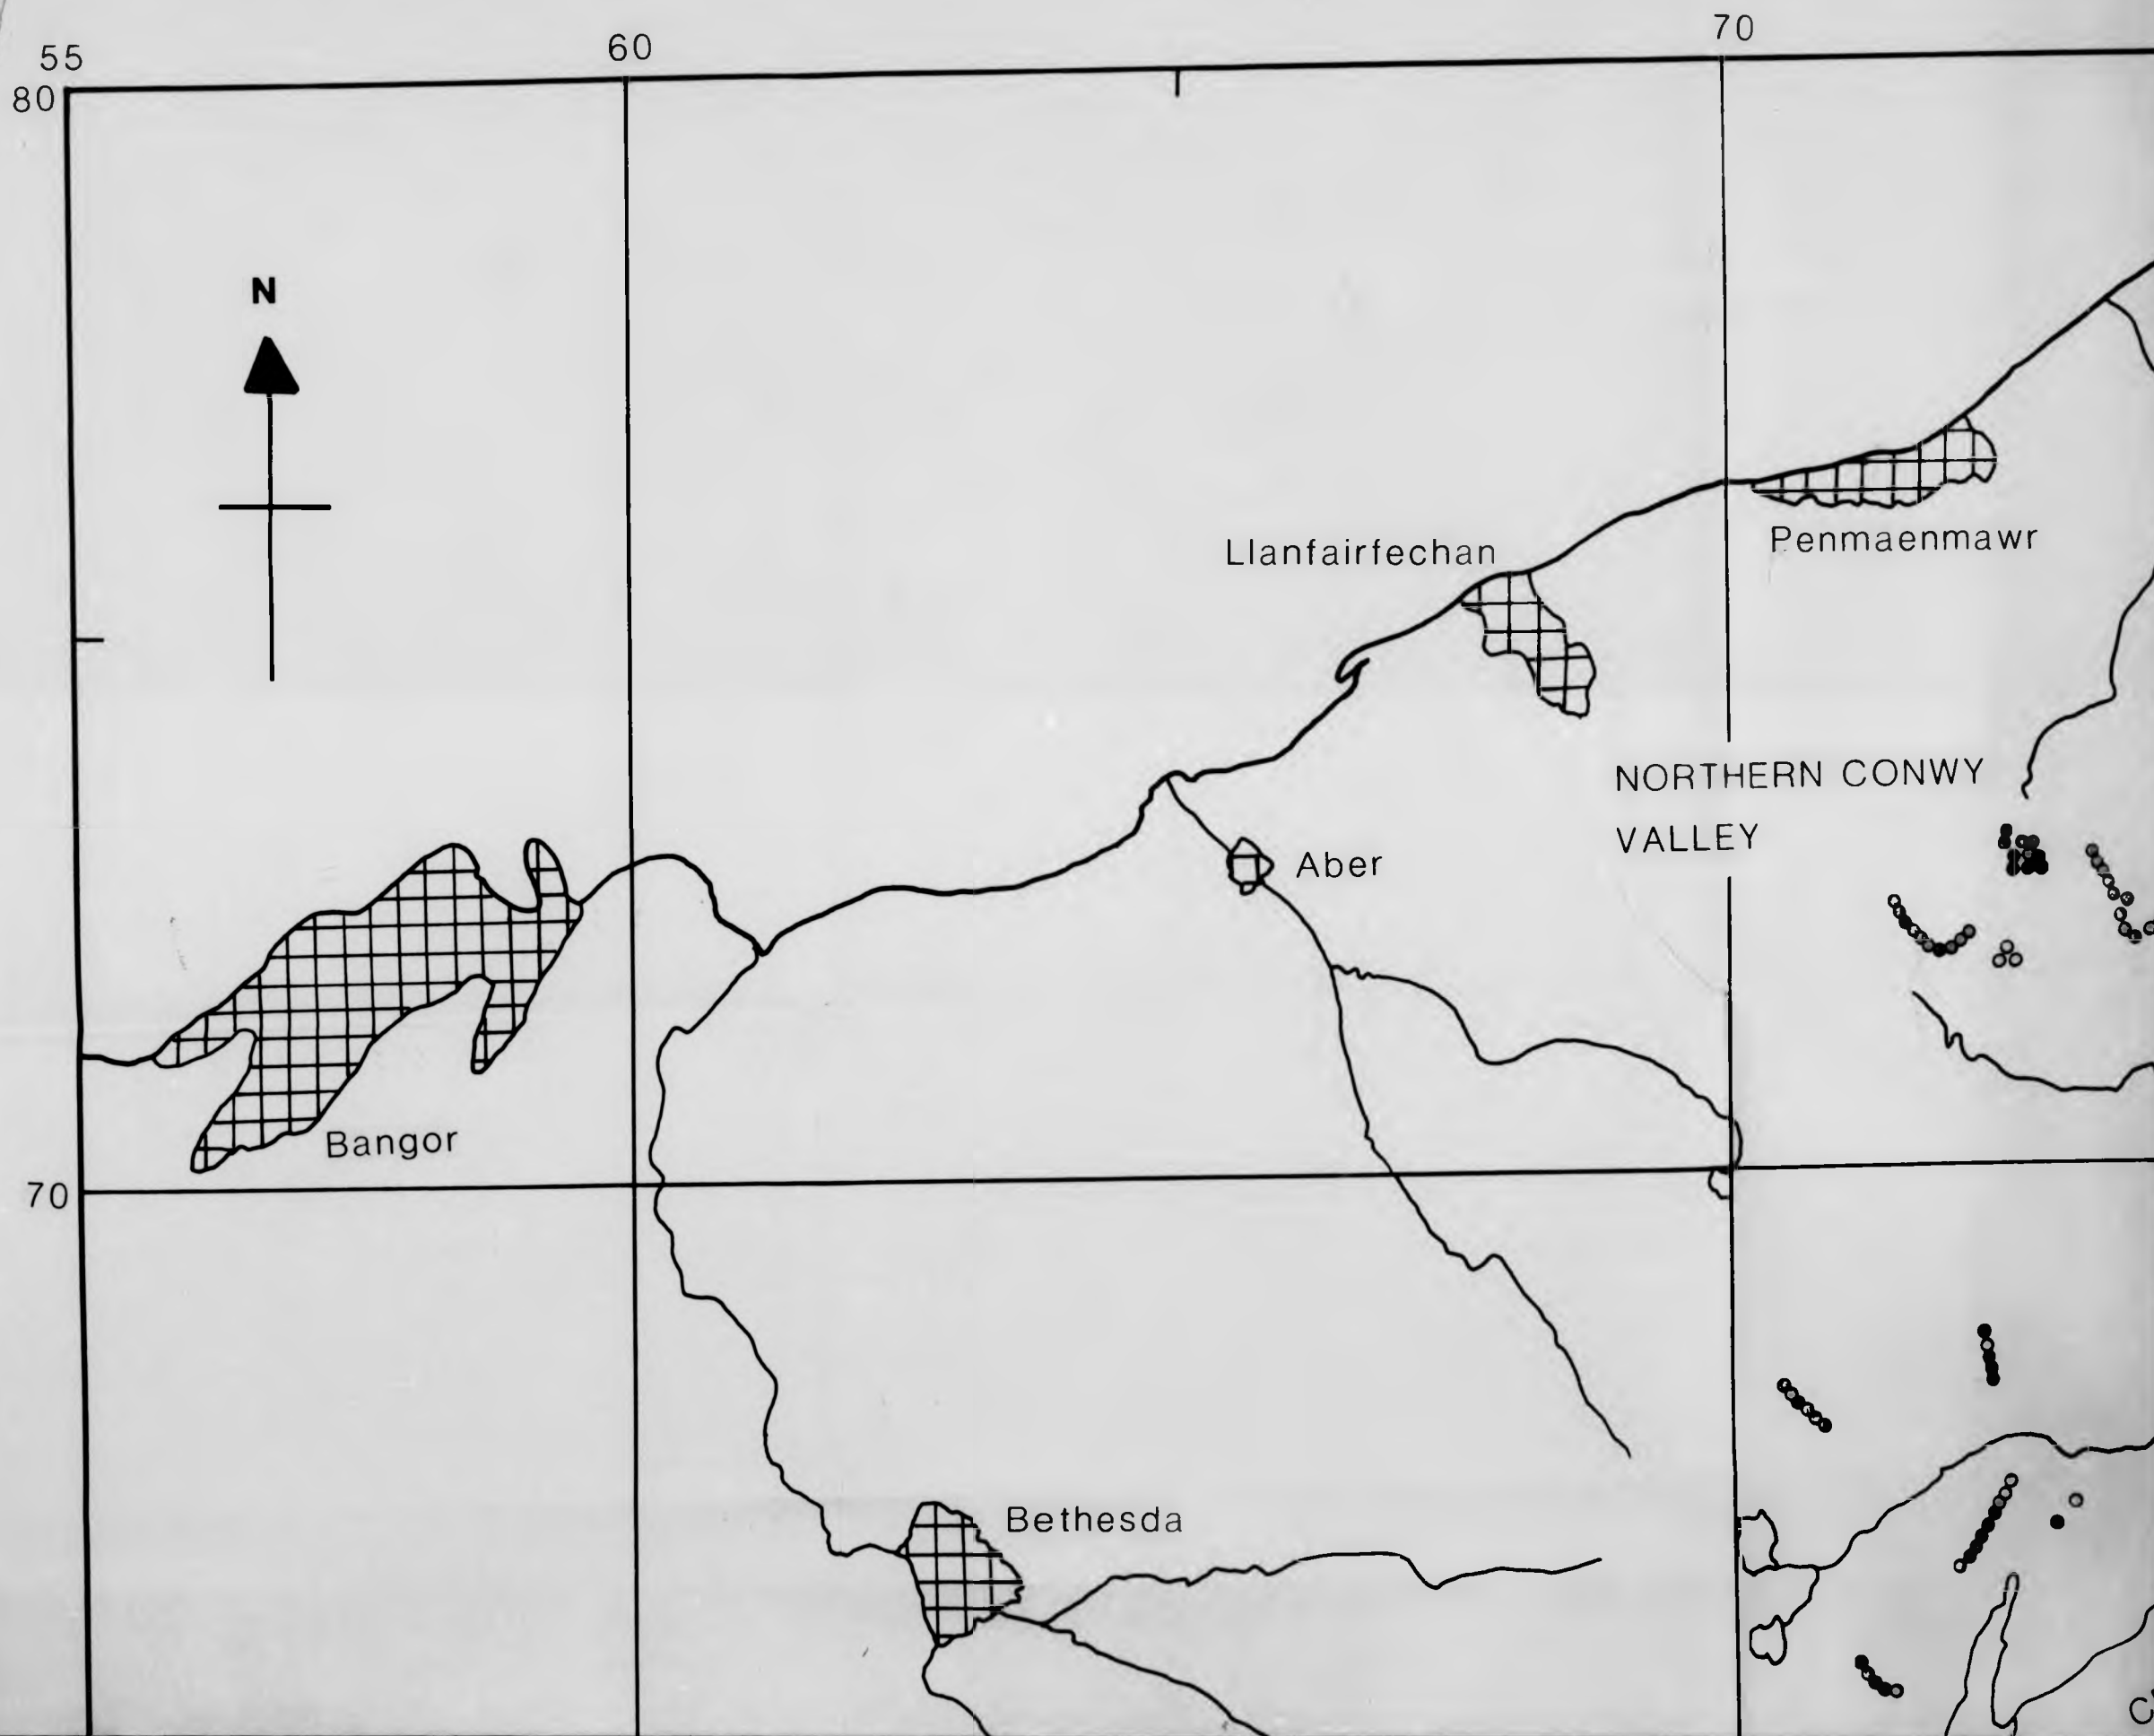 55
60
70
80
N
Llanfairfechan
Penmaenmawr
NORTHERN CONWY
VALLEY
Aber
Bangor
70
Bethesda